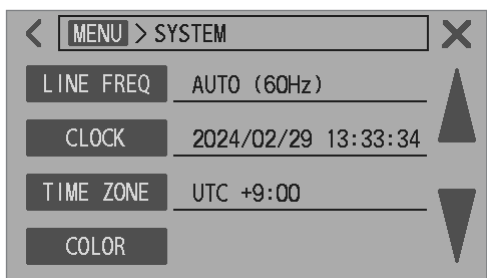 MENU > SYSTEM
LINE FREQ AUTO (60Hz)
CLOCK 2024/02/29 13:33:34
TIME ZONE UTC +9:00
COLOR